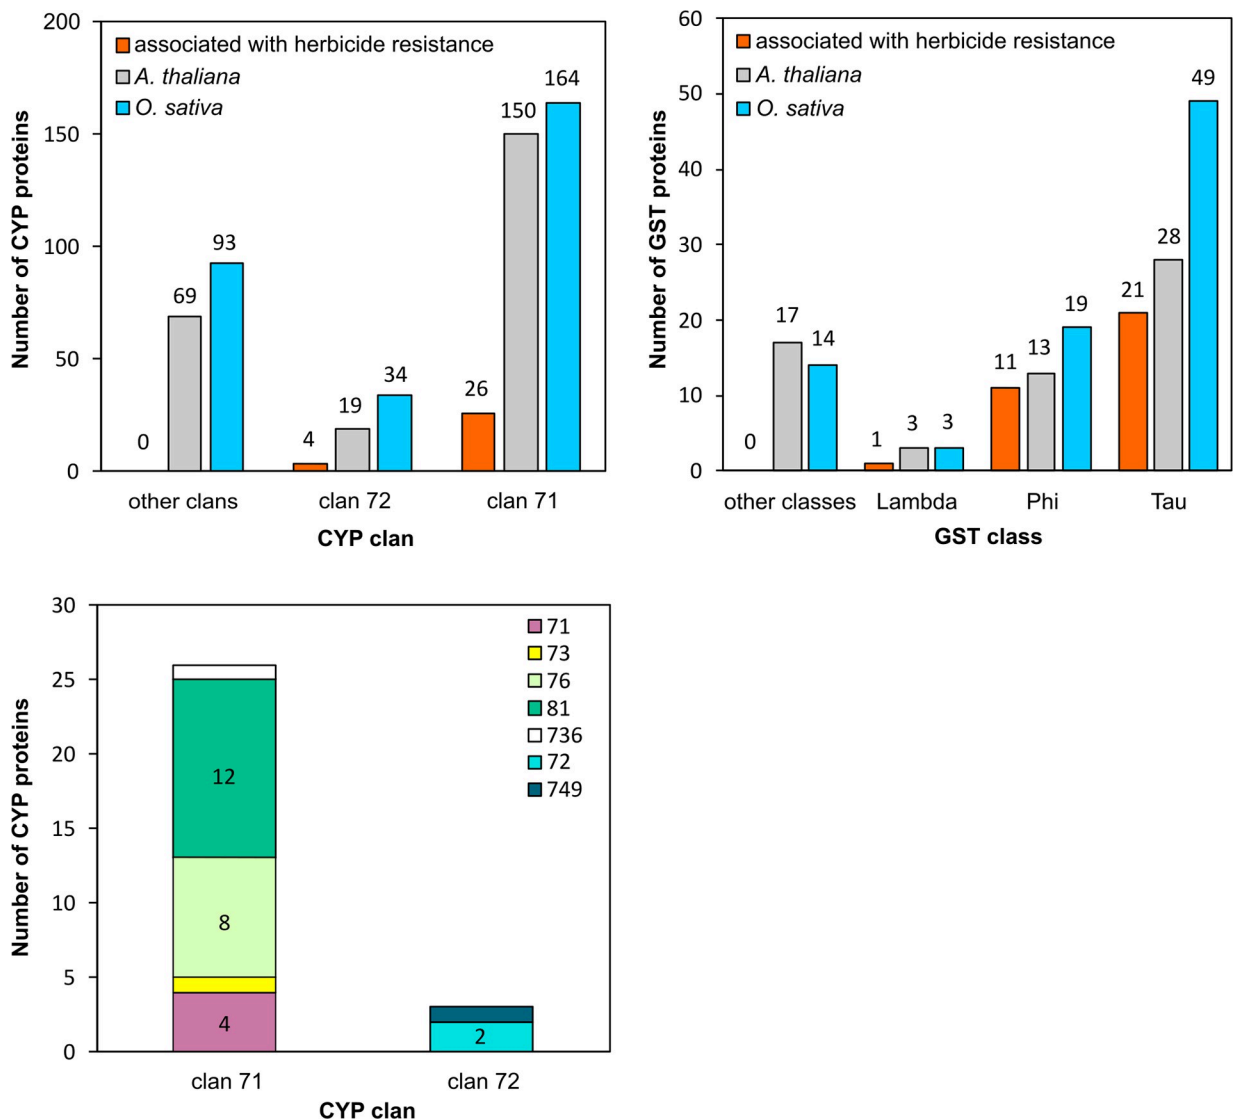 200
150
100
50
0
Number of CYP proteins
associated with herbicide resistance
A. thaliana
O. sativa
0
69
93
4
19
34
26
150
164
other clans
clan 72
clan 71
CYP clan
60
50
40
30
20
10
0
Number of GST proteins
associated with herbicide resistance
A. thaliana
O. sativa
0
17
14
1
3
3
11
13
19
21
28
49
other classes
Lambda
Phi
Tau
GST class
30
25
20
15
10
5
0
Number of CYP proteins
71
73
76
81
736
72
749
12
8
4
2
clan 71
clan 72
CYP clan